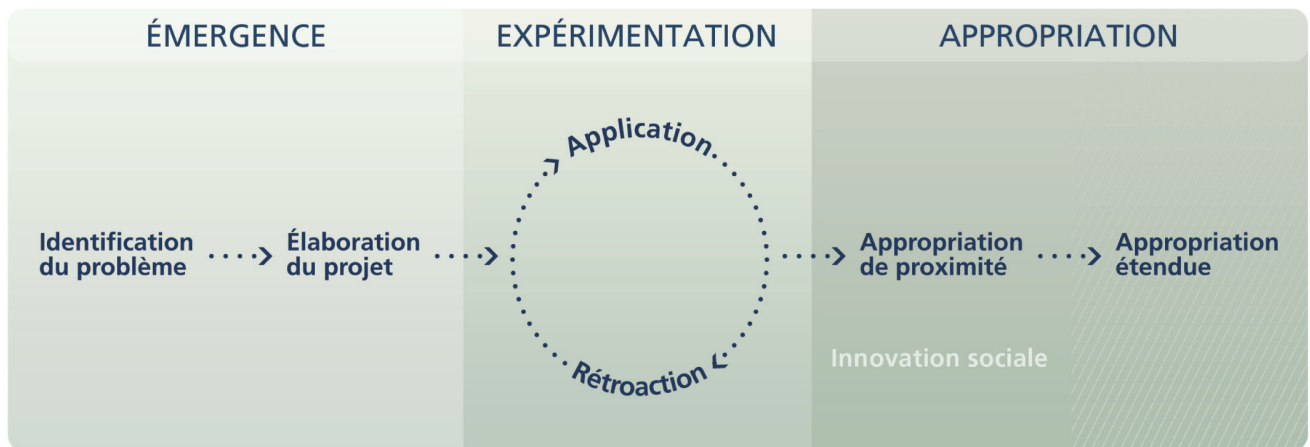 ÉMERGENCE
EXPÉRIMENTATION
APPROPRIATION
Identification
du problème
Élaboration
du projet
Application
Rétroaction
Appropriation
de proximité
Appropriation
étendue
Innovation sociale